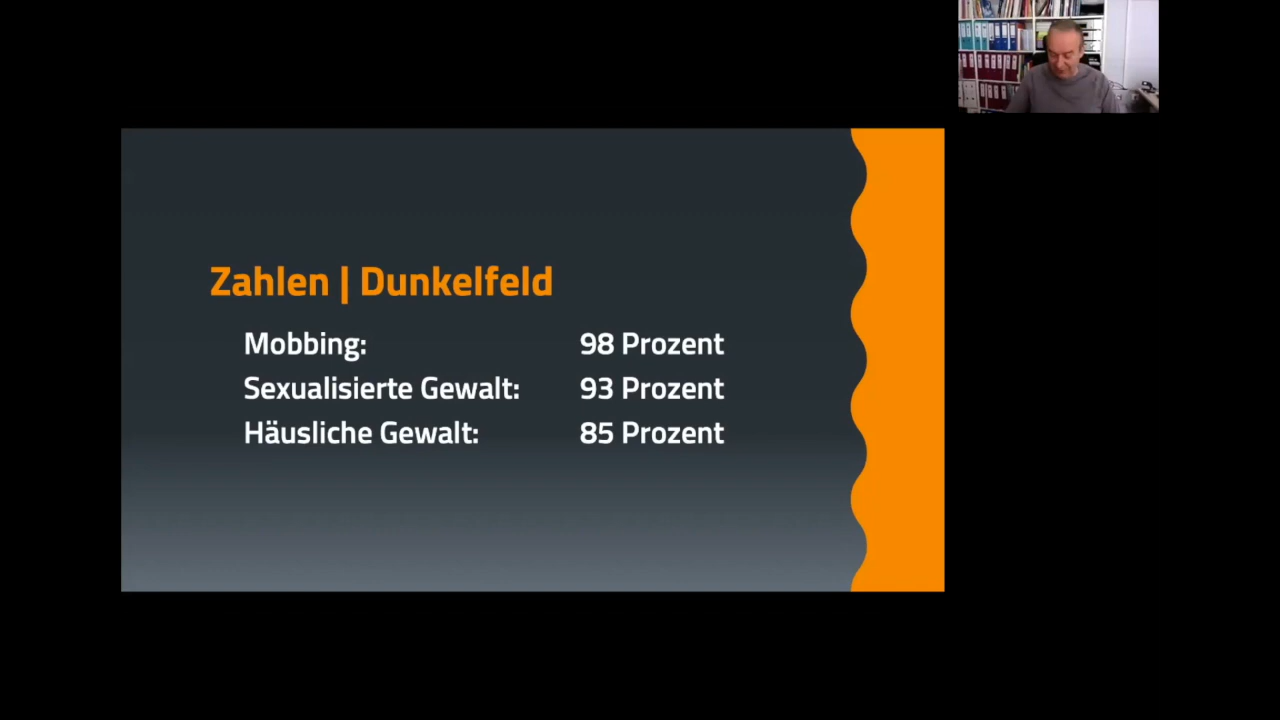 Zahlen | Dunkelfeld
Mobbing: 98 Prozent
Sexualisierte Gewalt: 93 Prozent
Häusliche Gewalt: 85 Prozent